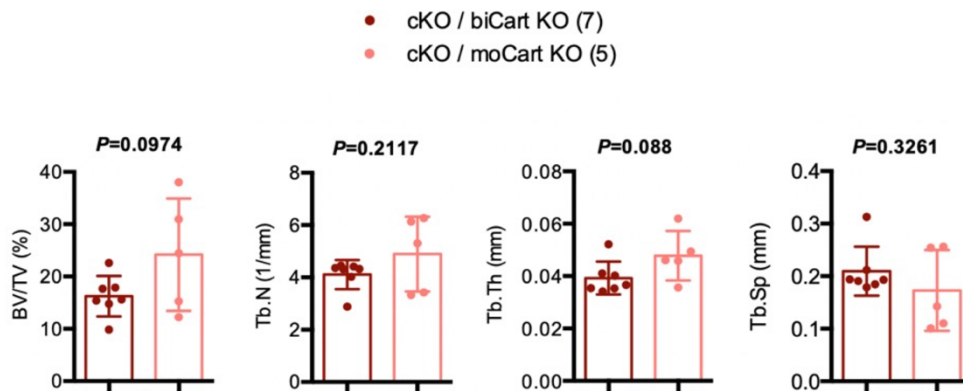 cKO / biCart KO (7)
cKO / moCart KO (5)
P=0.0974
BV/TV (%)
40
30
20
10
0
P=0.2117
Tb.N (1/mm)
8
6
4
2
0
P=0.088
Tb.Th (mm)
0.08
0.06
0.04
0.02
0.00
P=0.3261
Tb.Sp (mm)
0.4
0.3
0.2
0.1
0.0